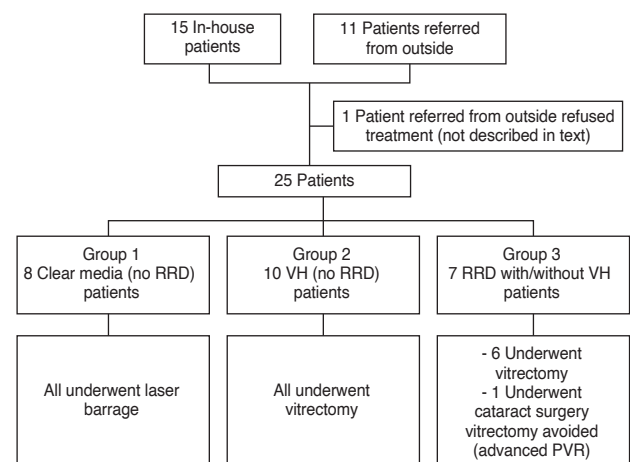 15 In-house
patients
11 Patients referred
from outside
1 Patient referred from outside refused
treatment (not described in text)
25 Patients
Group 1
8 Clear media (no RRD)
patients
Group 2
10 VH (no RRD)
patients
Group 3
7 RRD with/without VH
patients
All underwent laser
barrage
All underwent
vitrectomy
- 6 Underwent
vitrectomy
- 1 Underwent
cataract surgery
vitrectomy avoided
(advanced PVR)